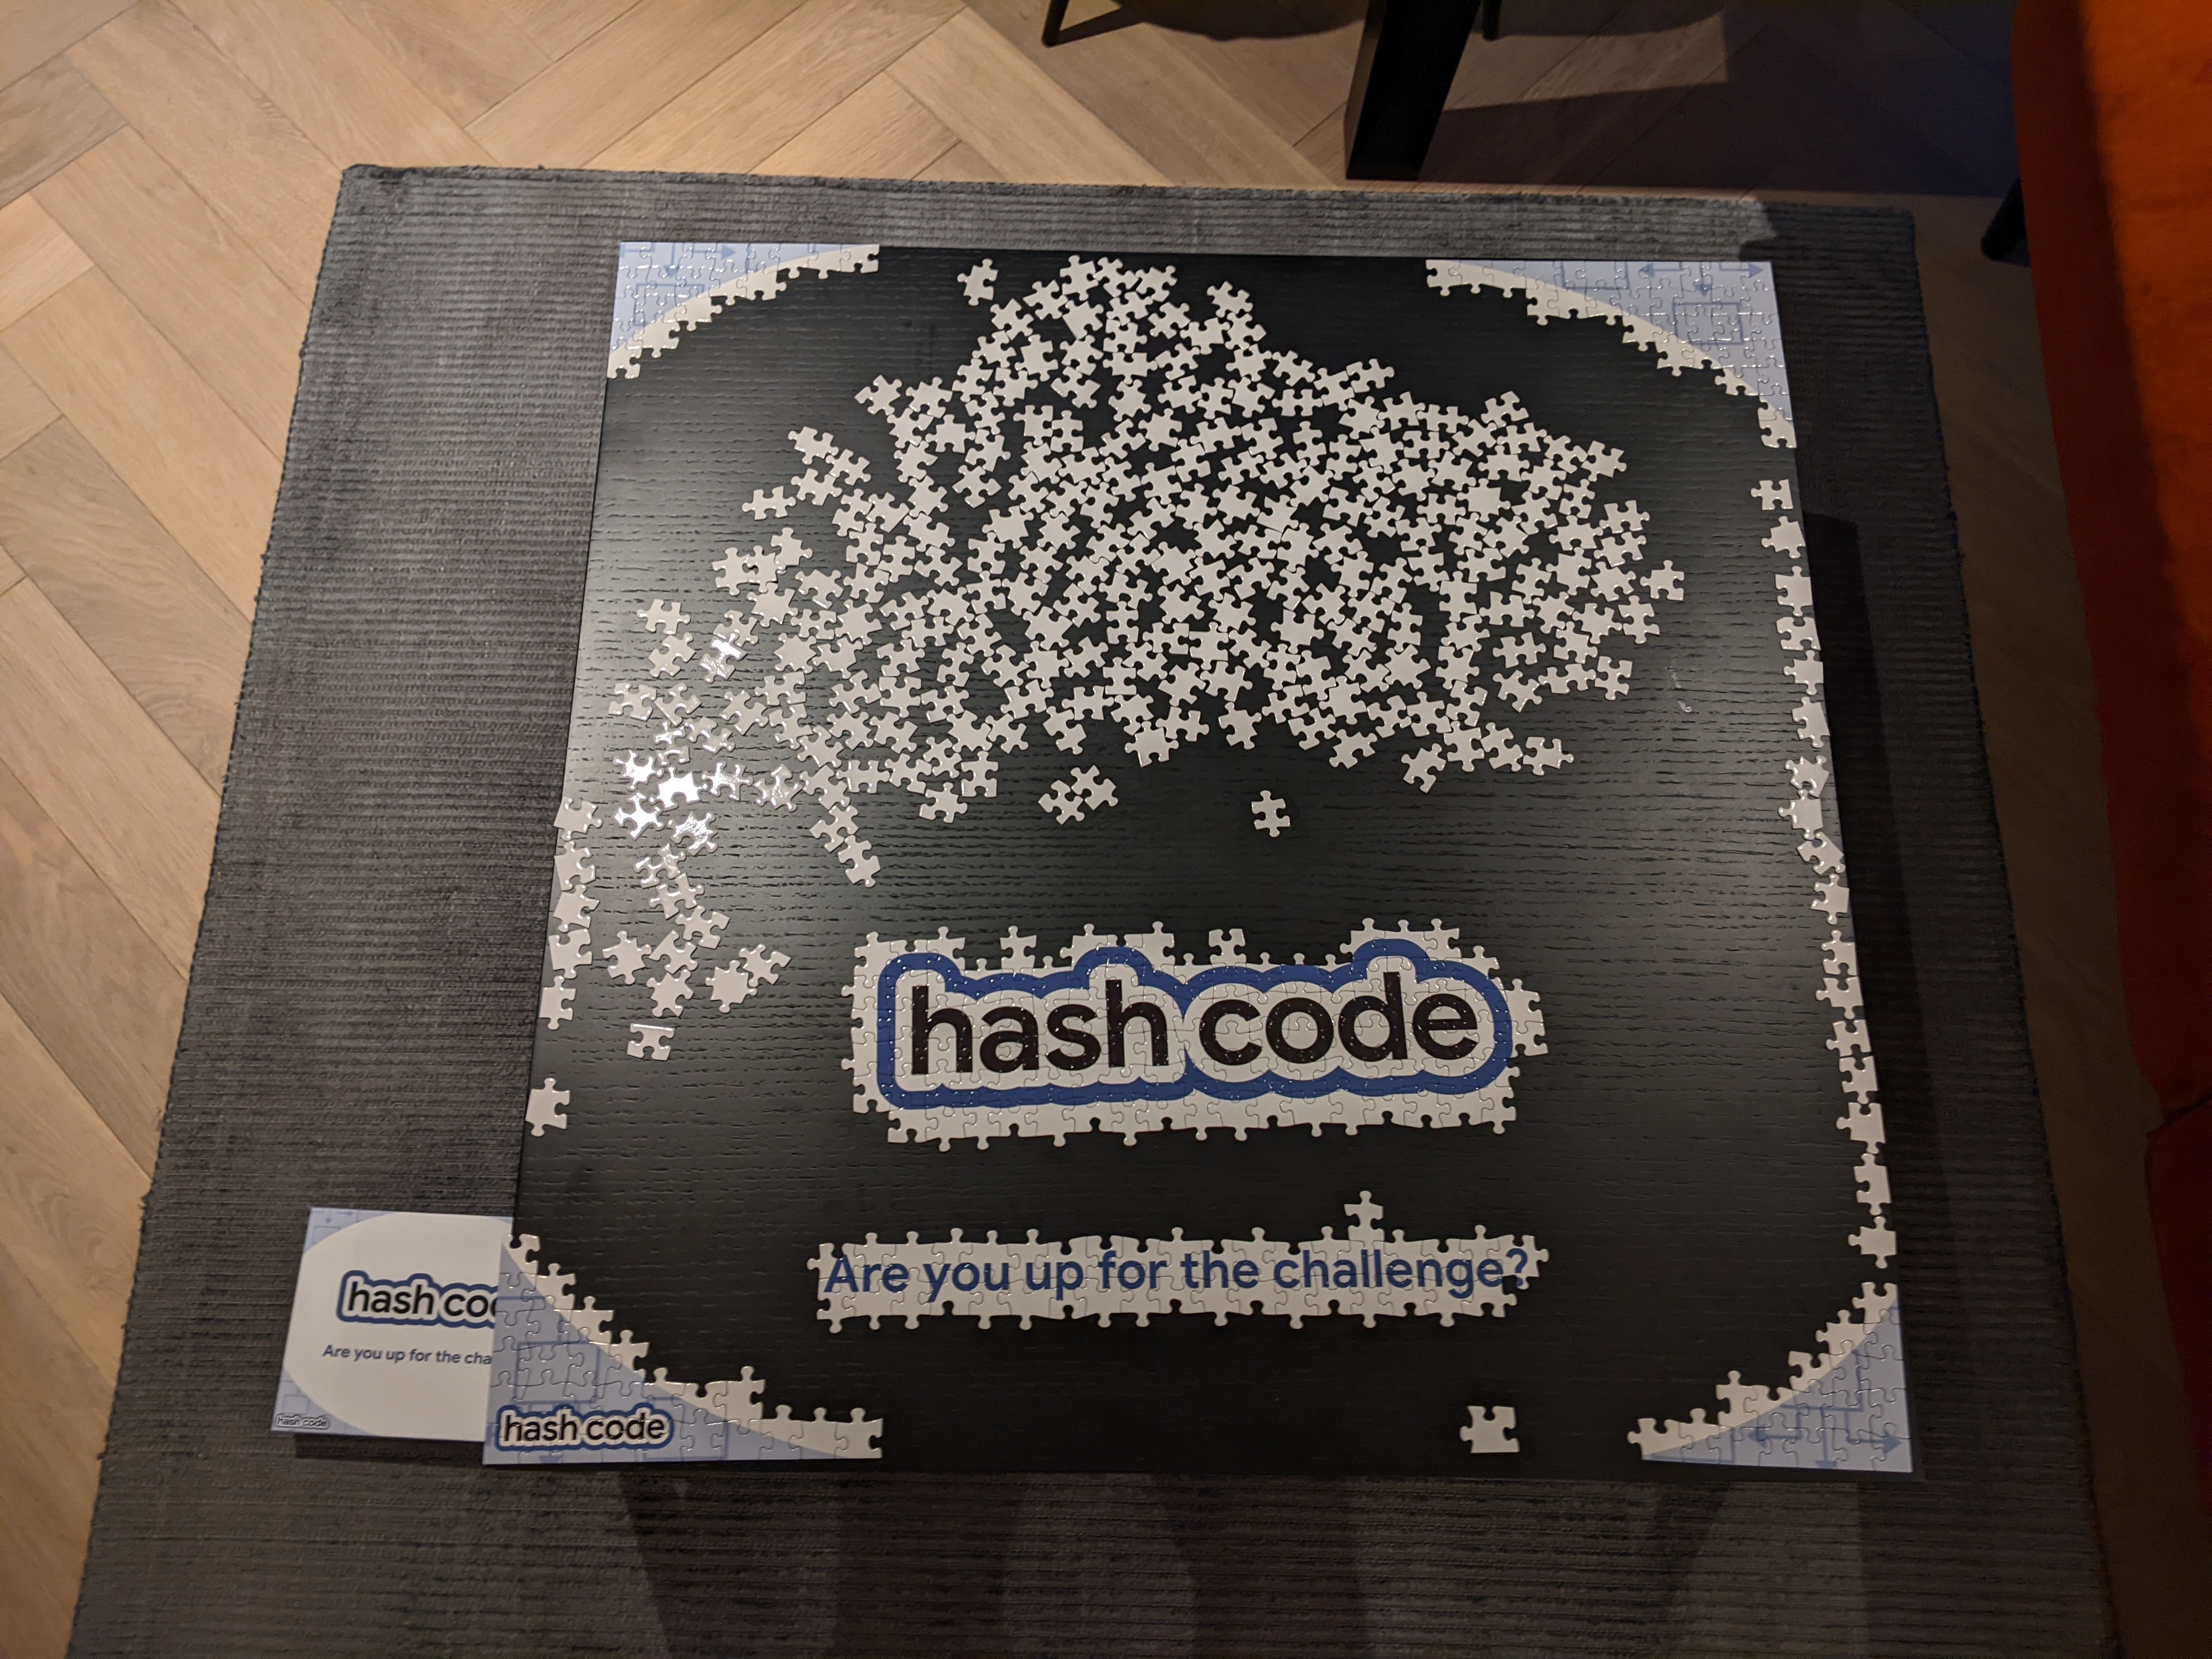 hash code
Are you up for the challenge?
hash co
Are you up for the cha
hash code
hash code